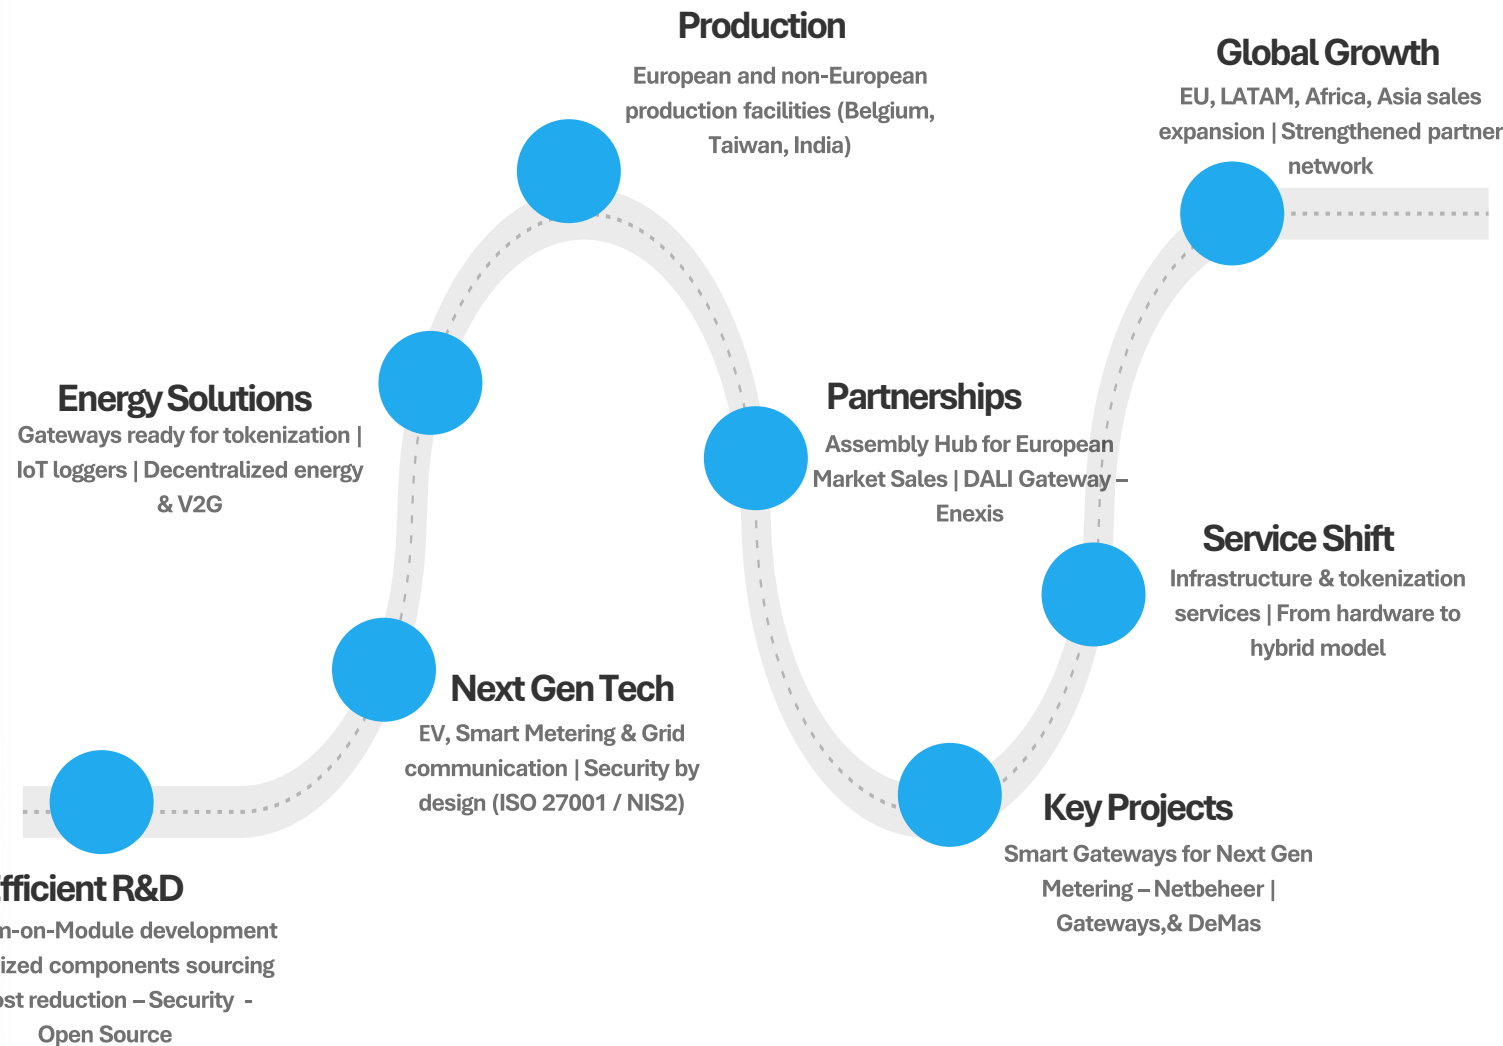 Production
European and non-European
production facilities (Belgium,
Taiwan, India)
Global Growth
EU, LATAM, Africa, Asia sales
expansion | Strengthened partner
network
Energy Solutions
Gateways ready for tokenization |
IoT loggers | Decentralized energy
& V2G
Partnerships
Assembly Hub for European
Market Sales | DALI Gateway –
Enexis
Service Shift
Infrastructure & tokenization
services | From hardware to
hybrid model
Next Gen Tech
EV, Smart Metering & Grid
communication | Security by
design (ISO 27001 / NIS2)
Key Projects
Smart Gateways for Next Gen
Metering – Netbeheer |
Gateways,& DeMas
fficient R&D
m-on-Module development
ized components sourcing
ost reduction – Security -
Open Source